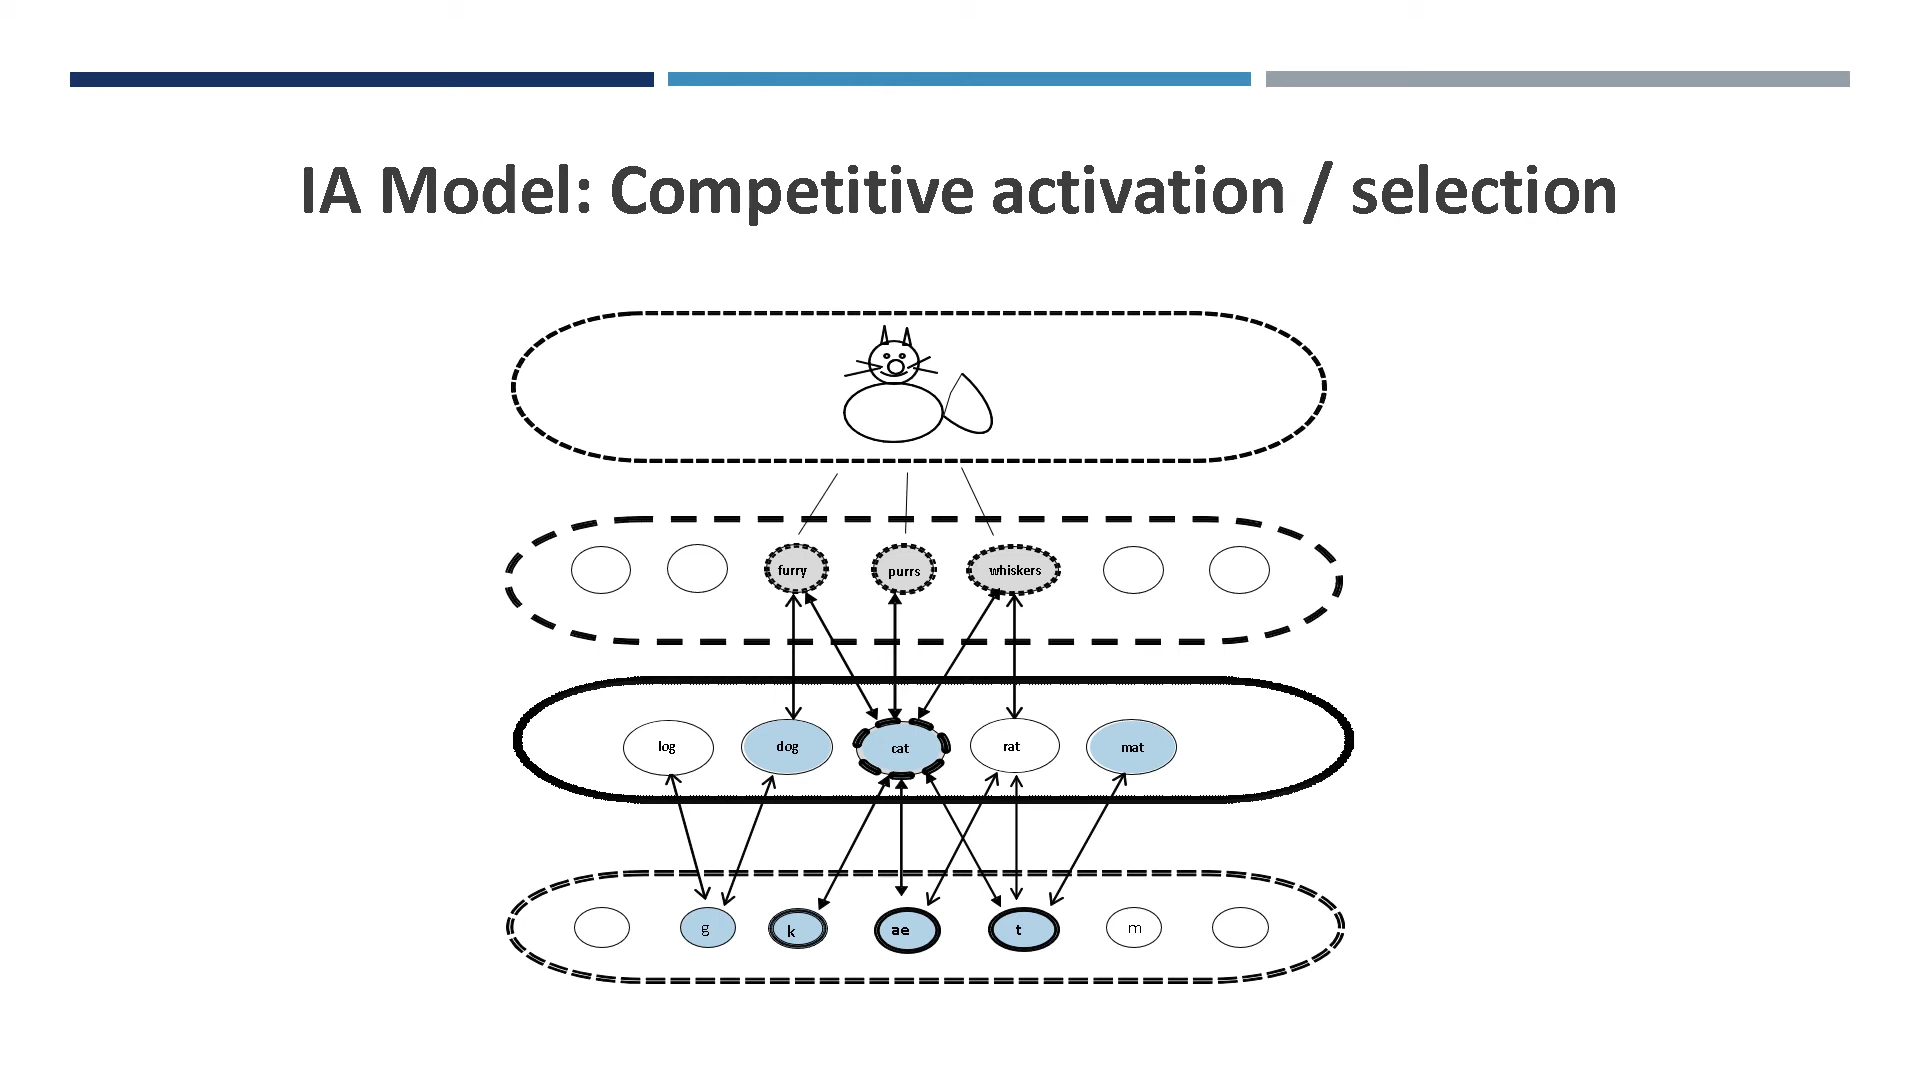 IA Model: Competitive activation / selection
furry purrs whiskers
log dog cat rat mat
g k ae t m